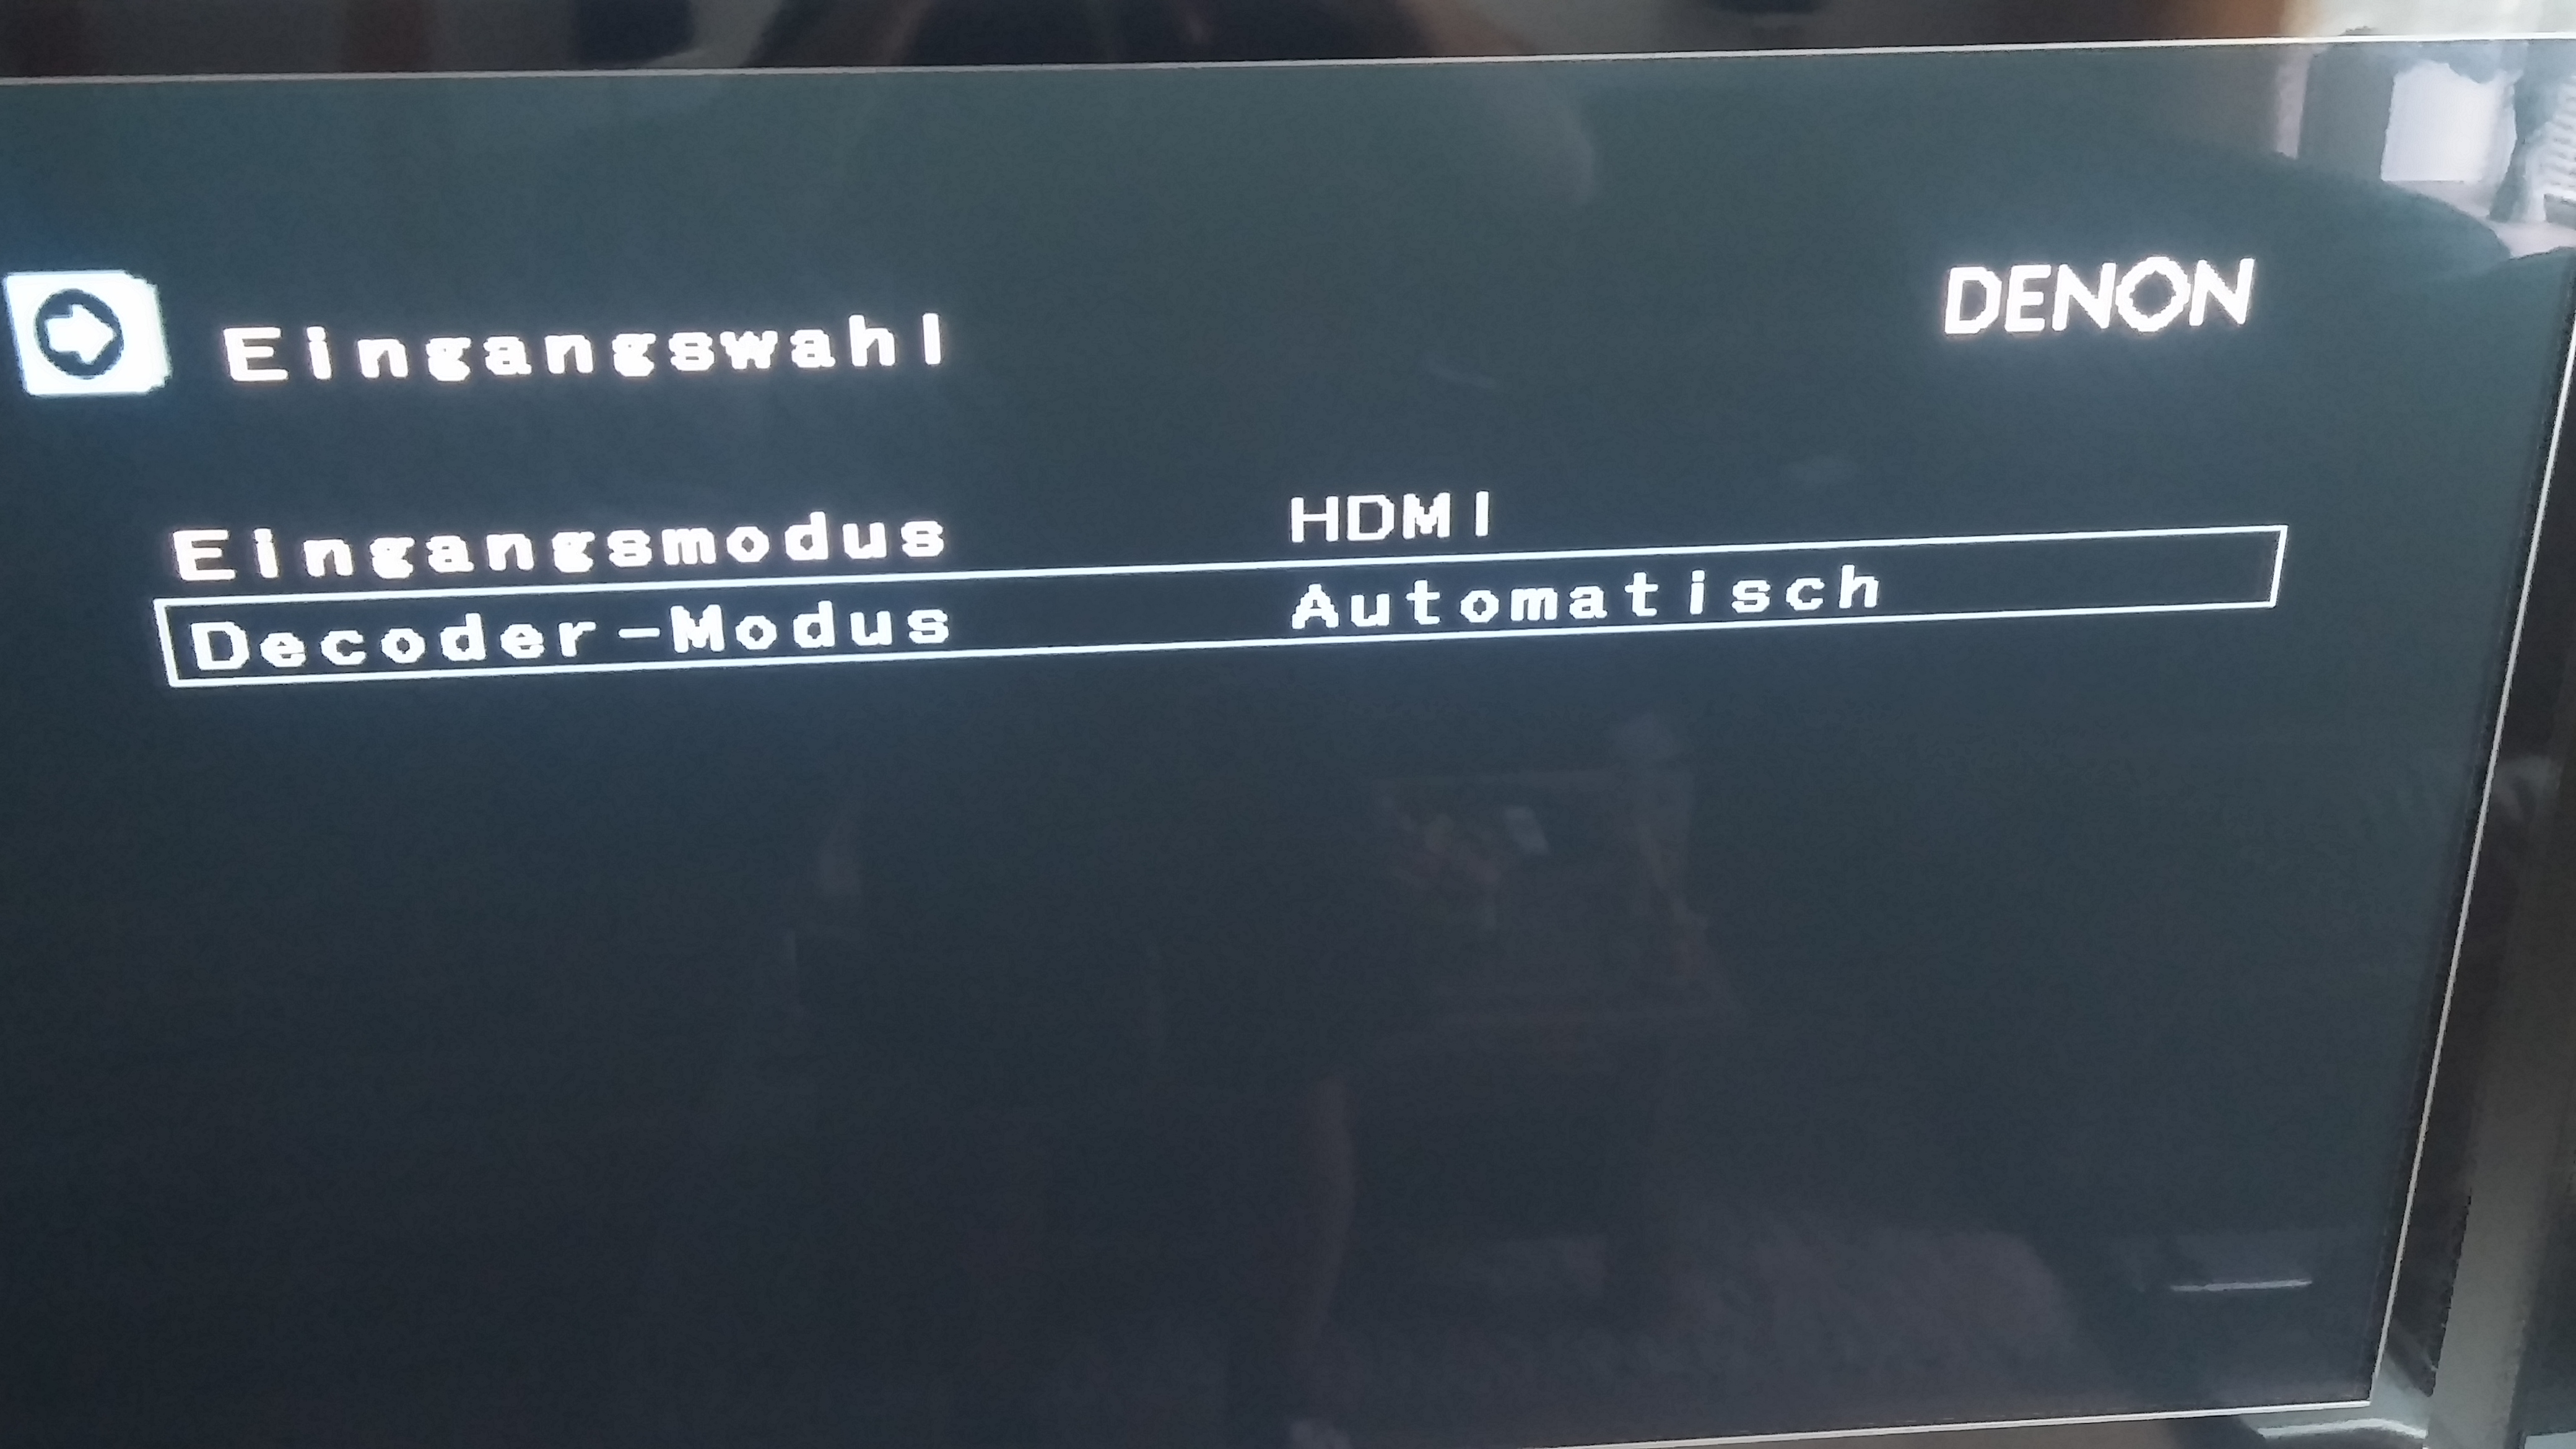 DENON
Eingangswahl
Eingangsmodus HDMI
Decoder-Modus Automatisch